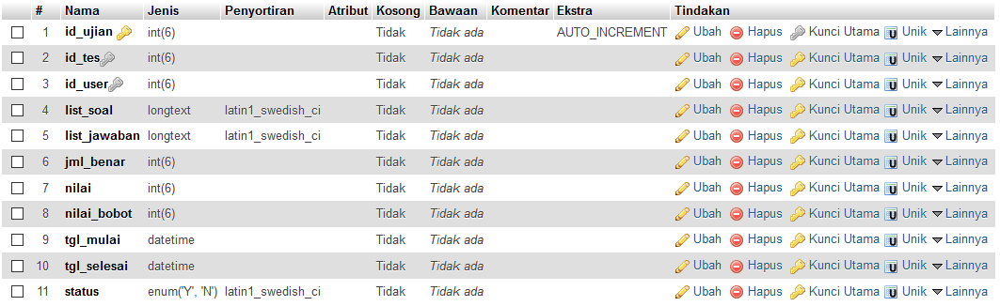 # Nama Jenis Penyortiran Atribut Kosong Bawaan Komentar Ekstra Tindakan
1 id_ujian int(6) Tidak Tidak ada AUTO_INCREMENT Ubah Hapus Kunci Utama Unik Lainnya
2 id_tes int(6) Tidak Tidak ada Ubah Hapus Kunci Utama Unik Lainnya
3 id_user int(6) Tidak Tidak ada Ubah Hapus Kunci Utama Unik Lainnya
4 list_soal longtext latin1_swedish_ci Tidak Tidak ada Ubah Hapus Kunci Utama Unik Lainnya
5 list_jawaban longtext latin1_swedish_ci Tidak Tidak ada Ubah Hapus Kunci Utama Unik Lainnya
6 jml_benar int(6) Tidak Tidak ada Ubah Hapus Kunci Utama Unik Lainnya
7 nilai int(6) Tidak Tidak ada Ubah Hapus Kunci Utama Unik Lainnya
8 nilai_bobot int(6) Tidak Tidak ada Ubah Hapus Kunci Utama Unik Lainnya
9 tgl_mulai datetime Tidak Tidak ada Ubah Hapus Kunci Utama Unik Lainnya
10 tgl_selesai datetime Tidak Tidak ada Ubah Hapus Kunci Utama Unik Lainnya
11 status enum('Y', 'N') latin1_swedish_ci Tidak Tidak ada Ubah Hapus Kunci Utama Unik Lainnya